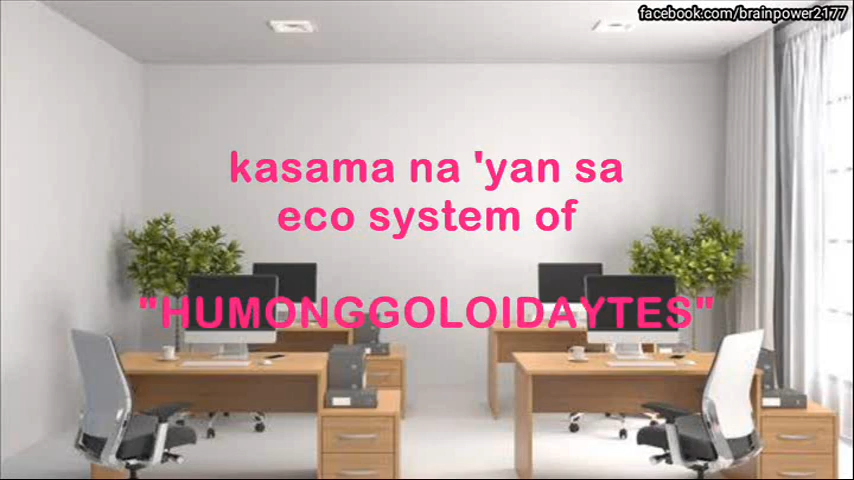 facebook.com/brainpower2177
kasama na 'yan sa
eco system of
"HUMONGGOLOIDAYTES"